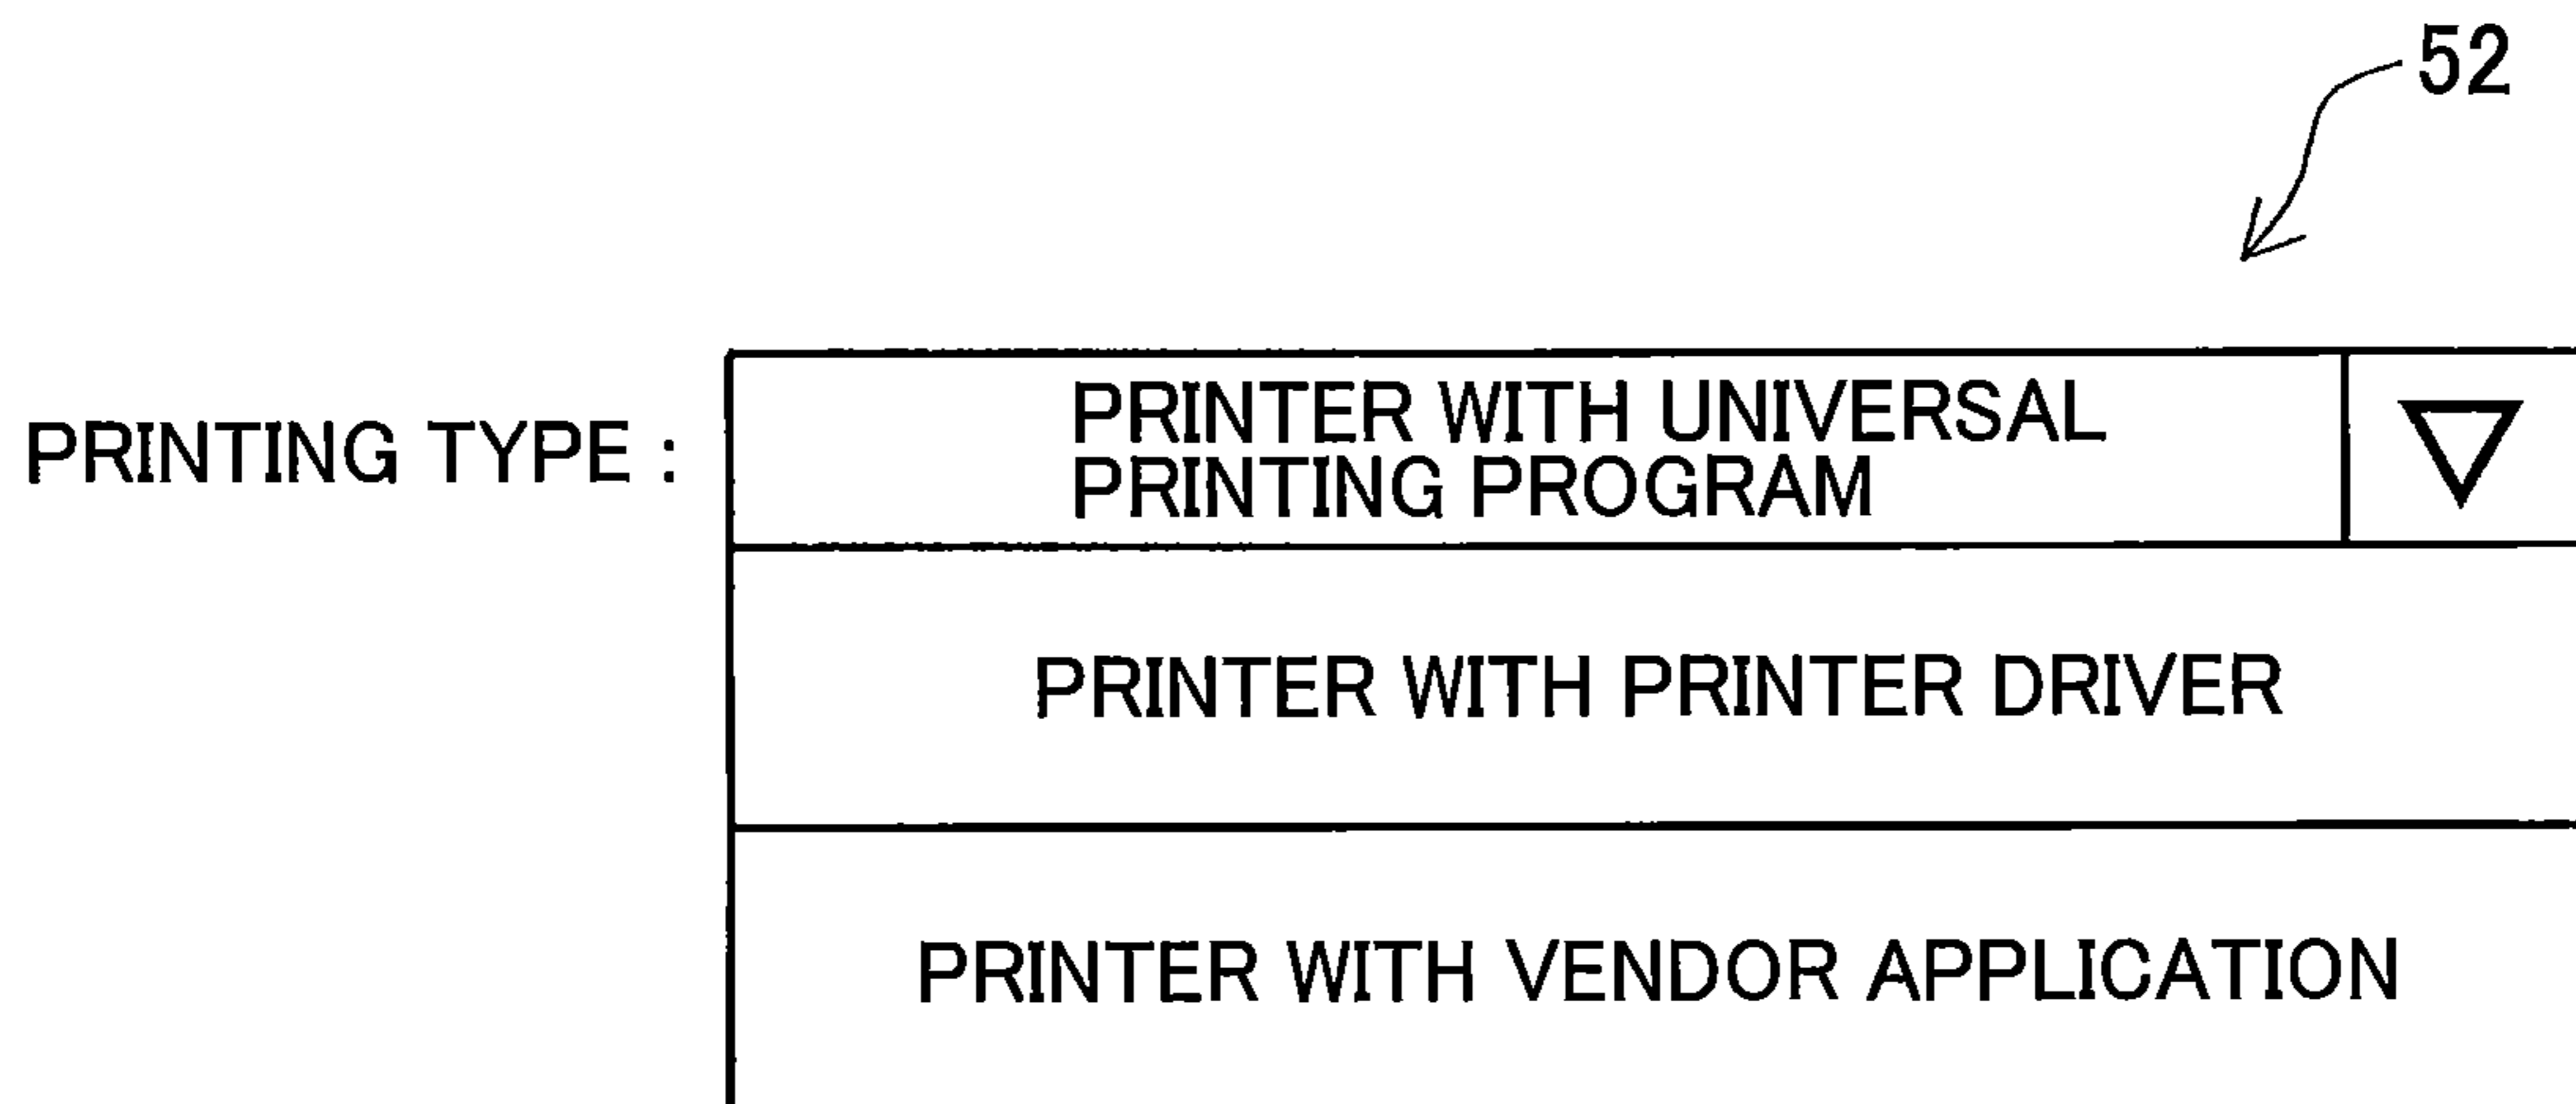 52
PRINTING TYPE :
PRINTER WITH UNIVERSAL
PRINTING PROGRAM
PRINTER WITH PRINTER DRIVER
PRINTER WITH VENDOR APPLICATION